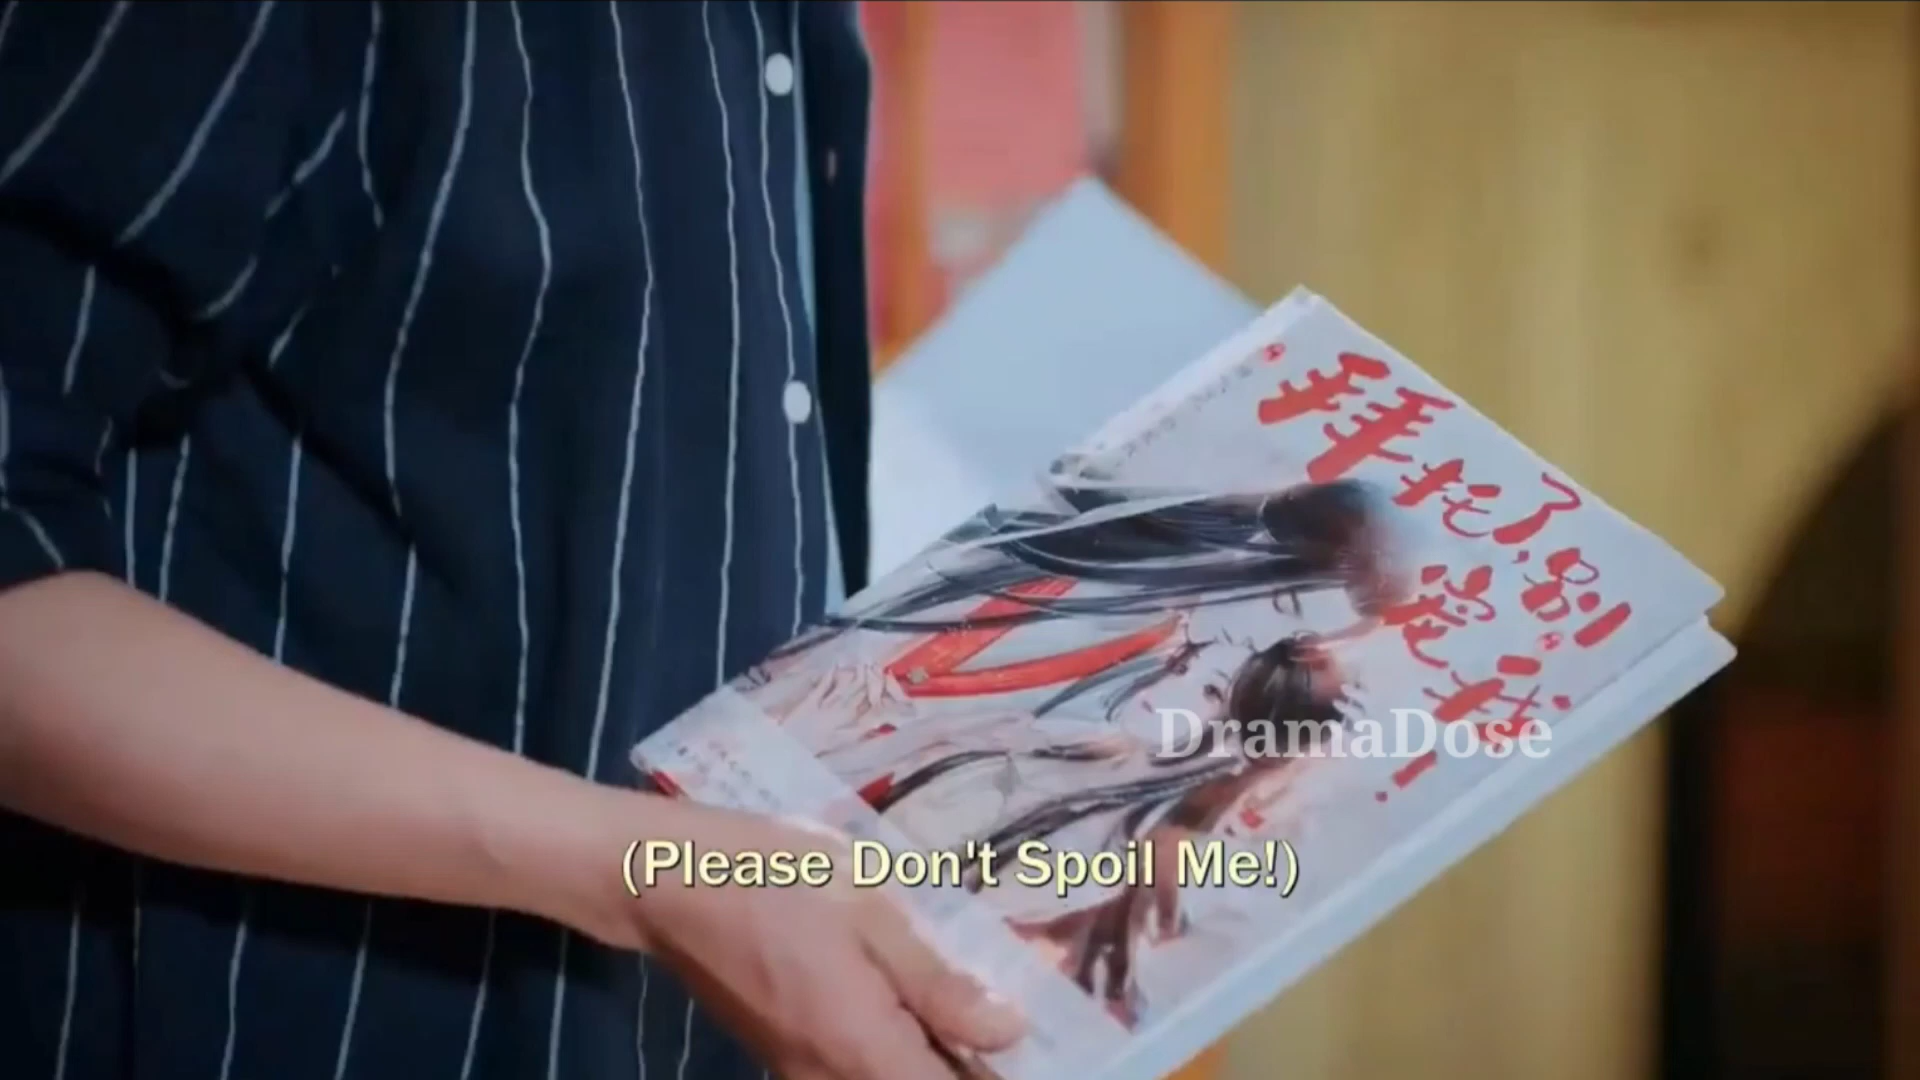 拜托了,别
宠我!
DramaDose
(Please Don't Spoil Me!)